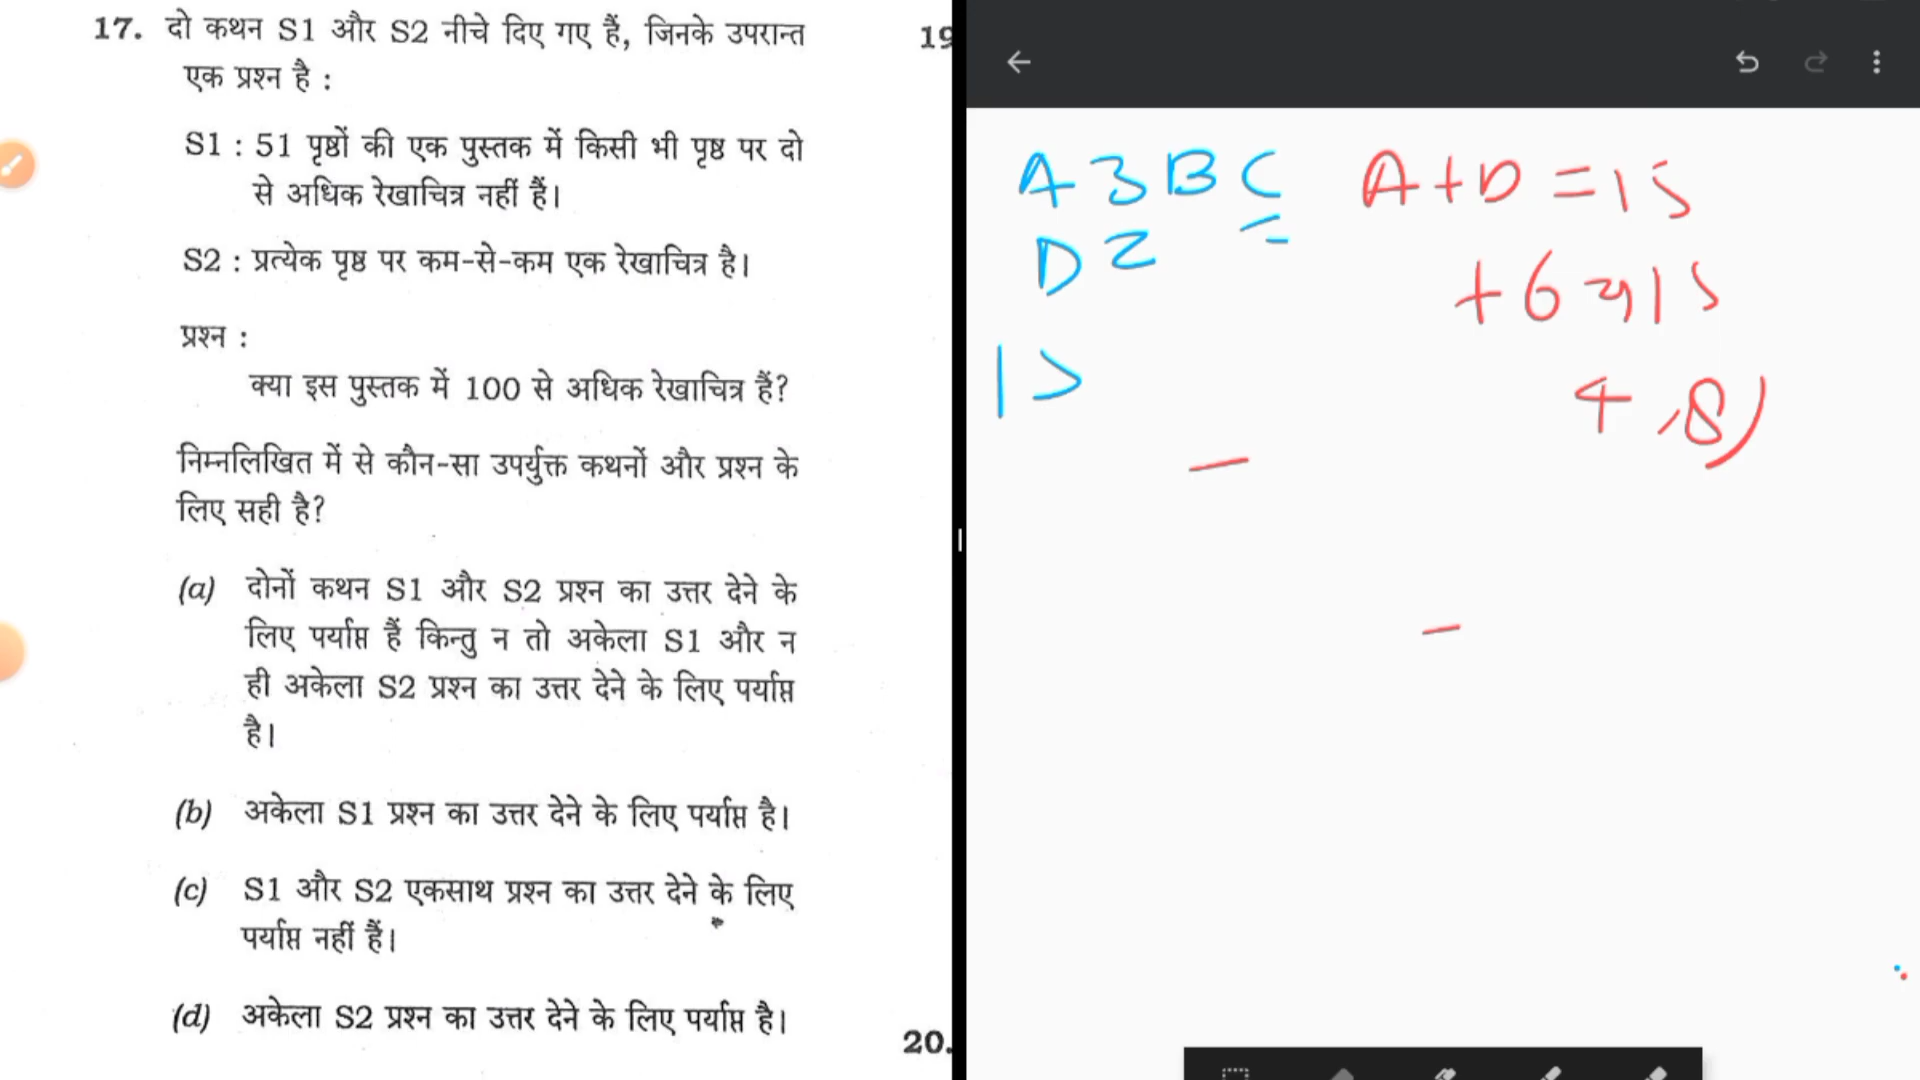 17. दो कथन S1 और S2 नीचे दिए गए हैं, जिनके उपरान्त
एक प्रश्न है :
S1 : 51 पृष्ठों की एक पुस्तक में किसी भी पृष्ठ पर दो
से अधिक रेखाचित्र नहीं हैं।
S2 : प्रत्येक पृष्ठ पर कम-से-कम एक रेखाचित्र है।
प्रश्न :
क्या इस पुस्तक में 100 से अधिक रेखाचित्र हैं?
निम्नलिखित में से कौन-सा उपर्युक्त कथनों और प्रश्न के
लिए सही है?
(a) दोनों कथन S1 और S2 प्रश्न का उत्तर देने के
लिए पर्याप्त हैं किन्तु न तो अकेला S1 और न
ही अकेला S2 प्रश्न का उत्तर देने के लिए पर्याप्त
है।
(b) अकेला S1 प्रश्न का उत्तर देने के लिए पर्याप्त है।
(c) S1 और S2 एकसाथ प्रश्न का उत्तर देने के लिए
पर्याप्त नहीं हैं।
(d) अकेला S2 प्रश्न का उत्तर देने के लिए पर्याप्त है।
19
20.
A 3 B C A+D =15
D 2
+6
4,8)